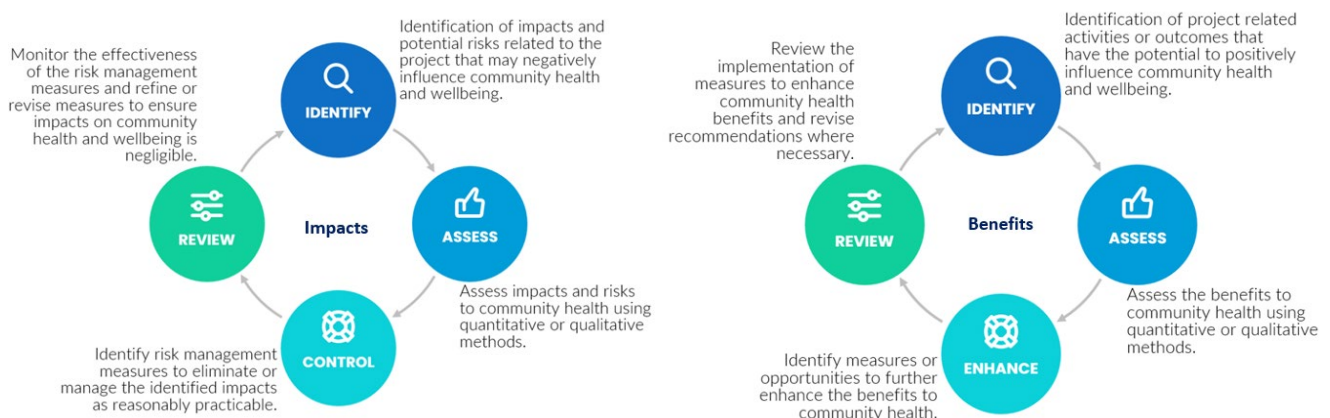 Identification of impacts and
potential risks related to the
project that may negatively
influence community health
and wellbeing.
IDENTIFY
Monitor the effectiveness
of the risk management
measures and refine or
revise measures to ensure
impacts on community
health and wellbeing is
negligible.
REVIEW
Impacts
ASSESS
Assess impacts and risks
to community health using
quantitative or qualitative
methods.
CONTROL
Identify risk management
measures to eliminate or
manage the identified impacts
as reasonably practicable.
Identification of project related
activities or outcomes that
have the potential to positively
influence community health
and wellbeing.
IDENTIFY
Review the
implementation of
measures to enhance
community health
benefits and revise
recommendations where
necessary.
REVIEW
Benefits
ASSESS
Assess the benefits to
community health using
quantitative or qualitative
methods.
ENHANCE
Identify measures or
opportunities to further
enhance the benefits to
community health.